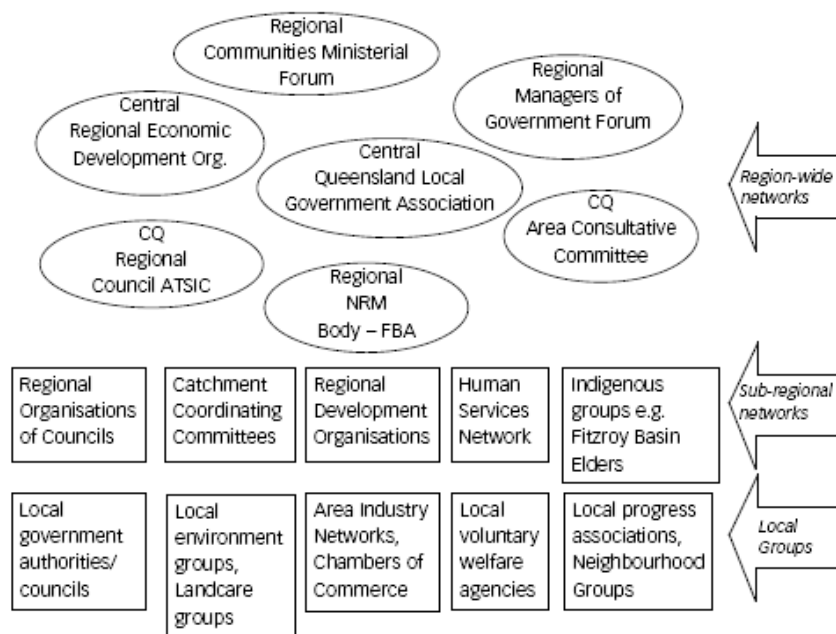 Regional
Communities Ministerial
Forum
Regional
Managers of
Government Forum
Central
Regional Economic
Development Org.
Central
Queensland Local
Government Association
Region-wide
networks
CQ
Area Consultative
Committee
CQ
Regional
Council ATSIC
Regional
NRM
Body – FBA
Regional
Organisations
of Councils
Catchment
Coordinating
Committees
Regional
Development
Organisations
Human
Services
Network
Indigenous
groups e.g.
Fitzroy Basin
Elders
Sub-regional
networks
Local
government
authorities/
councils
Local
environment
groups,
Landcare
groups
Area Industry
Networks,
Chambers of
Commerce
Local
voluntary
welfare
agencies
Local progress
associations,
Neighbourhood
Groups
Local
Groups